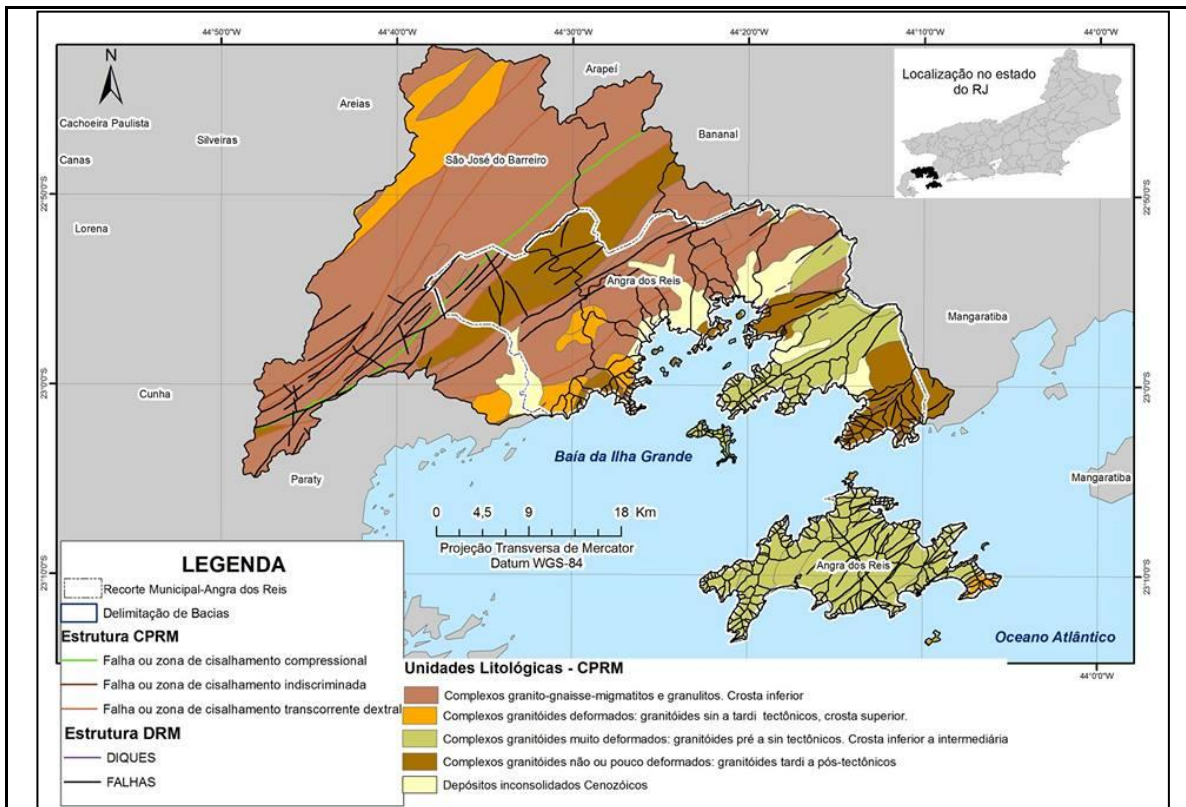 44°50'0"W
44°40'0"W
44°30'0"W
44°20'0"W
44°10'0"W
44°0'0"W
N
Arapeí
Localização no estado
do RJ
Areias
Cachoeira Paulista
Silveiras
Bananal
Canas
São José do Barreiro
22°50'0"S
22°50'0"S
Lorena
Angra dos Reis
Mangaratiba
23°0'0"S
23°0'0"S
Cunha
Baía da Ilha Grande
Paraty
Mangaratiba
0 4,5 9 18 Km
Projeção Transversa de Mercator
Datum WGS-84
LEGENDA
Recorte Municipal-Angra dos Reis
Delimitação de Bacias
Estrutura CPRM
Falha ou zona de cisalhamento compressional
Falha ou zona de cisalhamento indiscriminada
Falha ou zona de cisalhamento transcorrente dextral
Estrutura DRM
DIQUES
FALHAS
23°10'0"S
23°10'0"S
Angra dos Reis
Oceano Atlântico
44°0'0"W
Unidades Litológicas - CPRM
Complexos granito-gnaisse-migmatitos e granulitos. Crosta inferior
Complexos granitóides deformados: granitóides sin a tardi tectônicos, crosta superior.
Complexos granitóides muito deformados: granitóides pré a sin tectônicos. Crosta inferior a intermediária
Complexos granitóides não ou pouco deformados: granitóides tardi a pós-tectônicos
Depósitos inconsolidados Cenozóicos